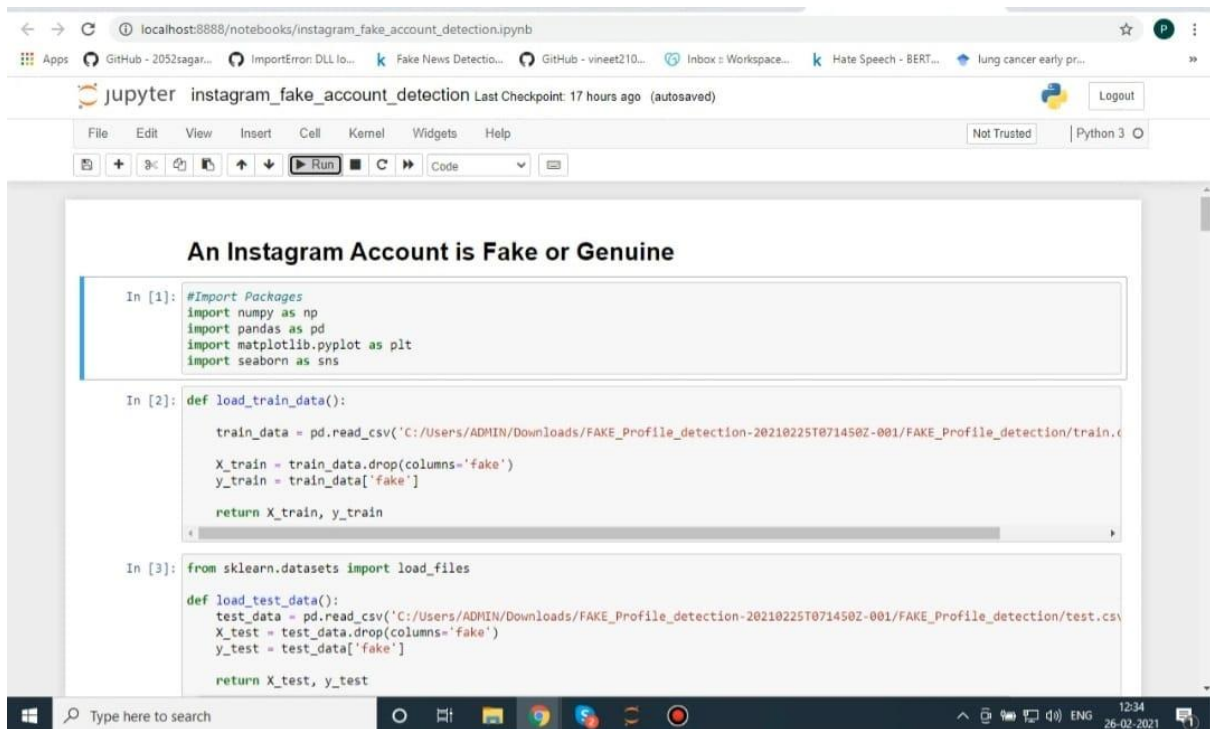 localhost:8888/notebooks/instagram_fake_account_detection.ipynb
P
Apps GitHub - 2052sagar... ImportError: DLL lo... k Fake News Detectio... GitHub - vineet210... Inbox :: Workspace... k Hate Speech - BERT... lung cancer early pr... »
jupyter instagram_fake_account_detection Last Checkpoint: 17 hours ago (autosaved) Logout
File Edit View Insert Cell Kernel Widgets Help Not Trusted Python 3
Run Code
An Instagram Account is Fake or Genuine
In [1]: #Import Packages
import numpy as np
import pandas as pd
import matplotlib.pyplot as plt
import seaborn as sns
In [2]: def load_train_data():
train_data = pd.read_csv('C:/Users/ADMIN/Downloads/FAKE_Profile_detection-20210225T071450Z-001/FAKE_Profile_detection/train.c
X_train = train_data.drop(columns='fake')
y_train = train_data['fake']
return X_train, y_train
In [3]: from sklearn.datasets import load_files
def load_test_data():
test_data = pd.read_csv('C:/Users/ADMIN/Downloads/FAKE_Profile_detection-20210225T071450Z-001/FAKE_Profile_detection/test.csv
X_test = test_data.drop(columns='fake')
y_test = test_data['fake']
return X_test, y_test
Type here to search ENG 12:34
26-02-2021